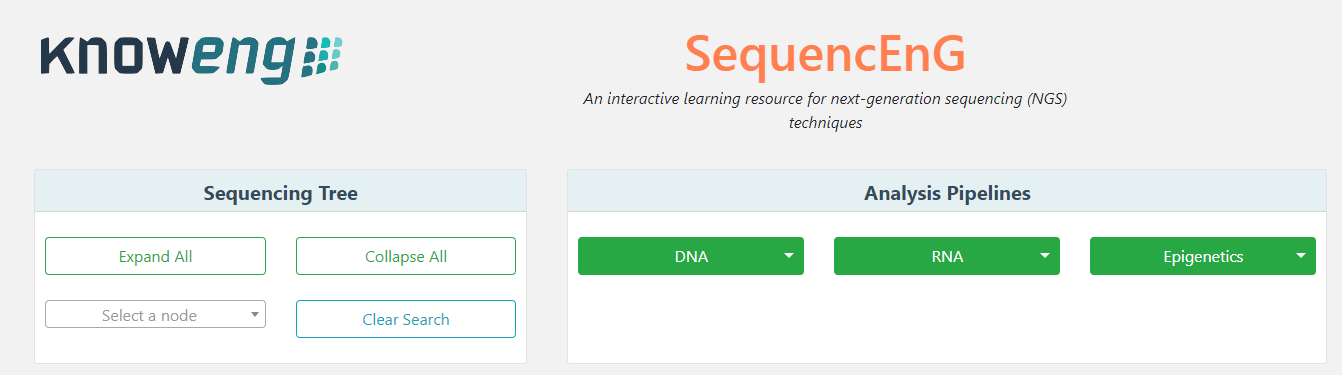 knoweng
SequencEnG
An interactive learning resource for next-generation sequencing (NGS)
techniques
Sequencing Tree
Expand All
Collapse All
Select a node
Clear Search
Analysis Pipelines
DNA
RNA
Epigenetics